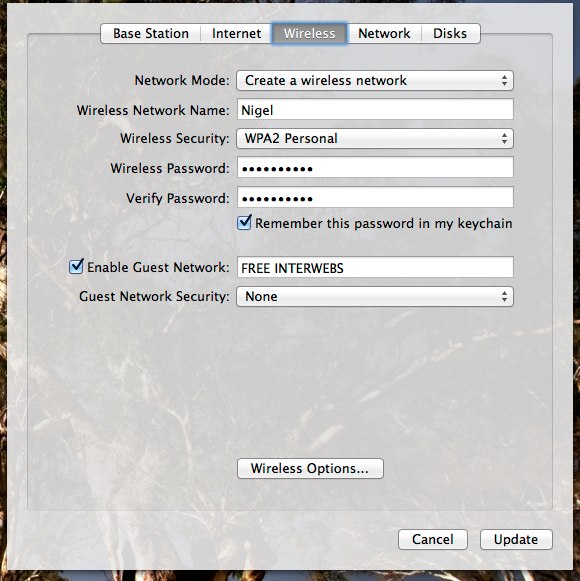 Base Station Internet Wireless Network Disks
Network Mode: Create a wireless network
Wireless Network Name: Nigel
Wireless Security: WPA2 Personal
Wireless Password: ••••••••••
Verify Password: ••••••••••
Remember this password in my keychain
Enable Guest Network: FREE INTERWEBS
Guest Network Security: None
Wireless Options...
Cancel Update